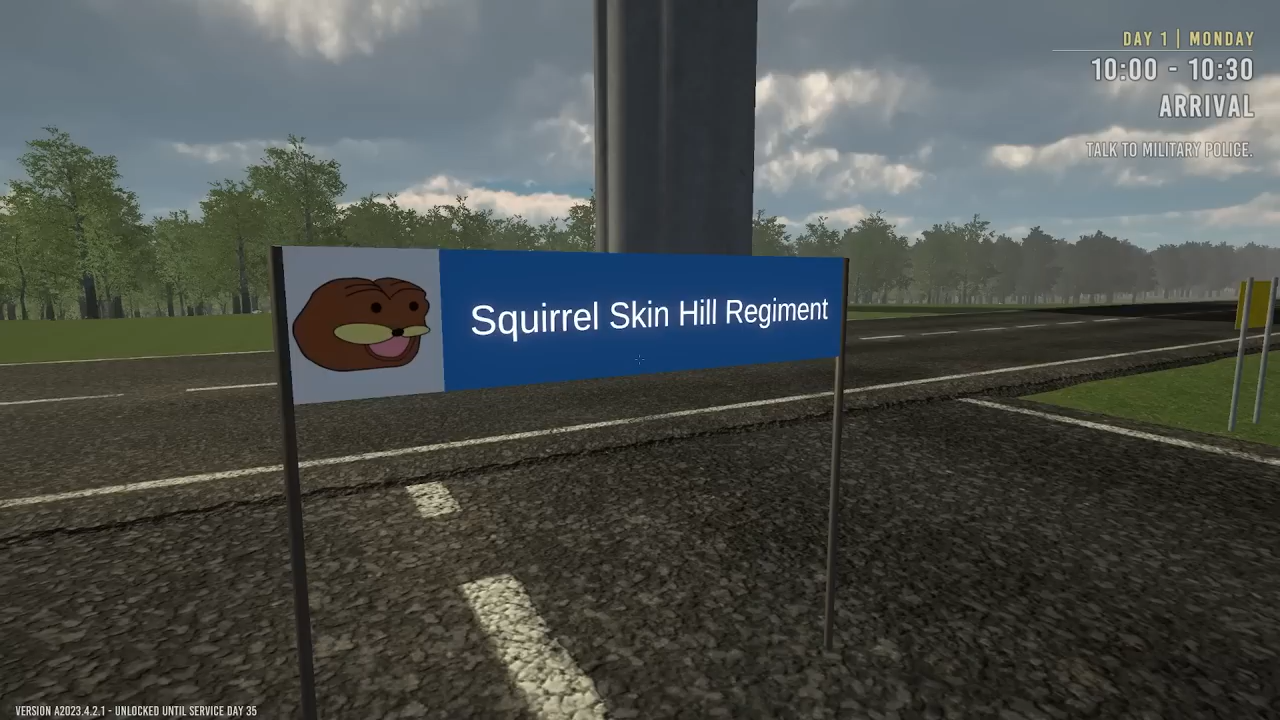 DAY 1 | MONDAY
10:00 - 10:30
ARRIVAL
TALK TO MILITARY POLICE.
Squirrel Skin Hill Regiment
VERSION A2023.4.2.1 - UNLOCKED UNTIL SERVICE DAY 35